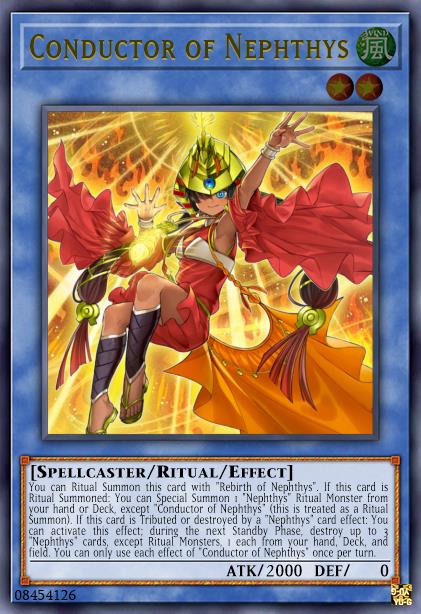 CONDUCTOR OF NEPHTHYS
WIND
風
[SPELLCASTER/RITUAL/EFFECT]
You can Ritual Summon this card with "Rebirth of Nephthys". If this card is
Ritual Summoned: You can Special Summon 1 "Nephthys" Ritual Monster from
your hand or Deck, except "Conductor of Nephthys" (this is treated as a Ritual
Summon). If this card is Tributed or destroyed by a "Nephthys" card effect: You
can activate this effect; during the next Standby Phase, destroy up to 3
"Nephthys" cards, except Ritual Monsters, 1 each from your hand, Deck, and
field. You can only use each effect of "Conductor of Nephthys" once per turn.
ATK/2000 DEF/ 0
08454126